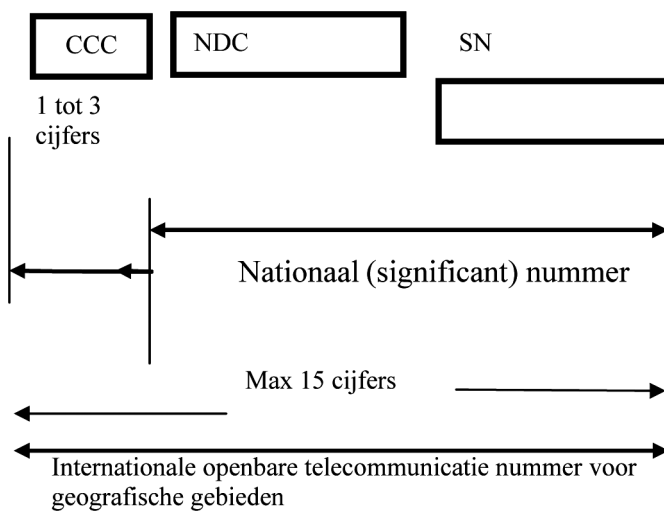 CCC
NDC
SN
1 tot 3
cijfers
Nationaal (significant) nummer
Max 15 cijfers
Internationale openbare telecommunicatie nummer voor
geografische gebieden